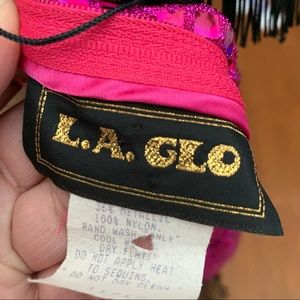 L.A. GLO
56% METALLIC
100% NYLON.
HAND WASH ONLY
COOL
DRY FLAT.
DO NOT APPLY HEAT
TO SEQUINS.
DO NOT DRY CLEAN